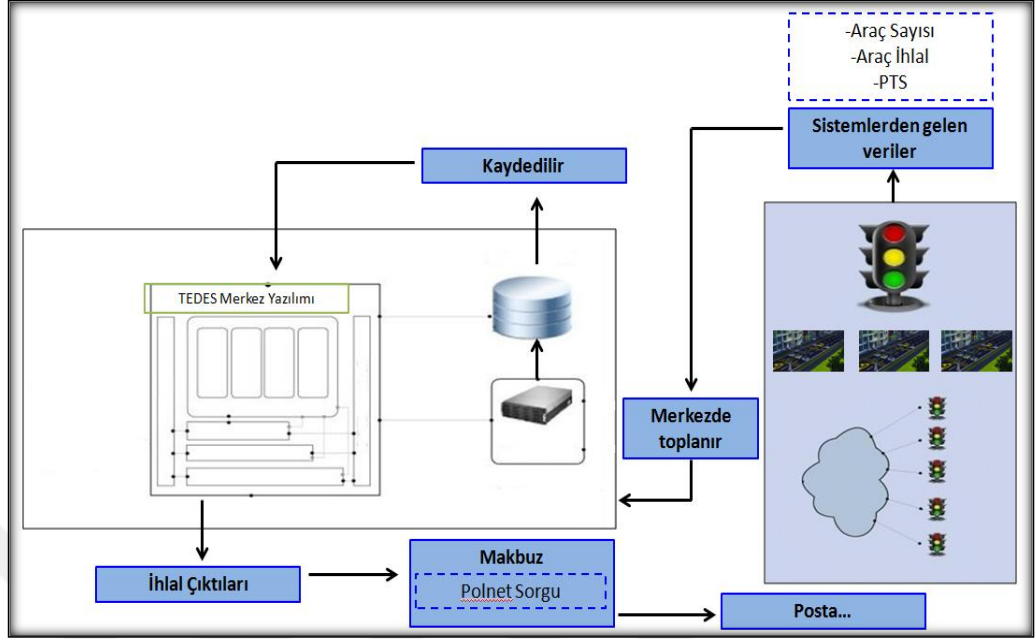 -Araç Sayısı
-Araç İhlal
-PTS
Sistemlerden gelen
veriler
Kaydedilir
TEDES Merkez Yazılımı
Merkezde
toplanır
İhlal Çıktıları
Makbuz
Polnet Sorgu
Posta...